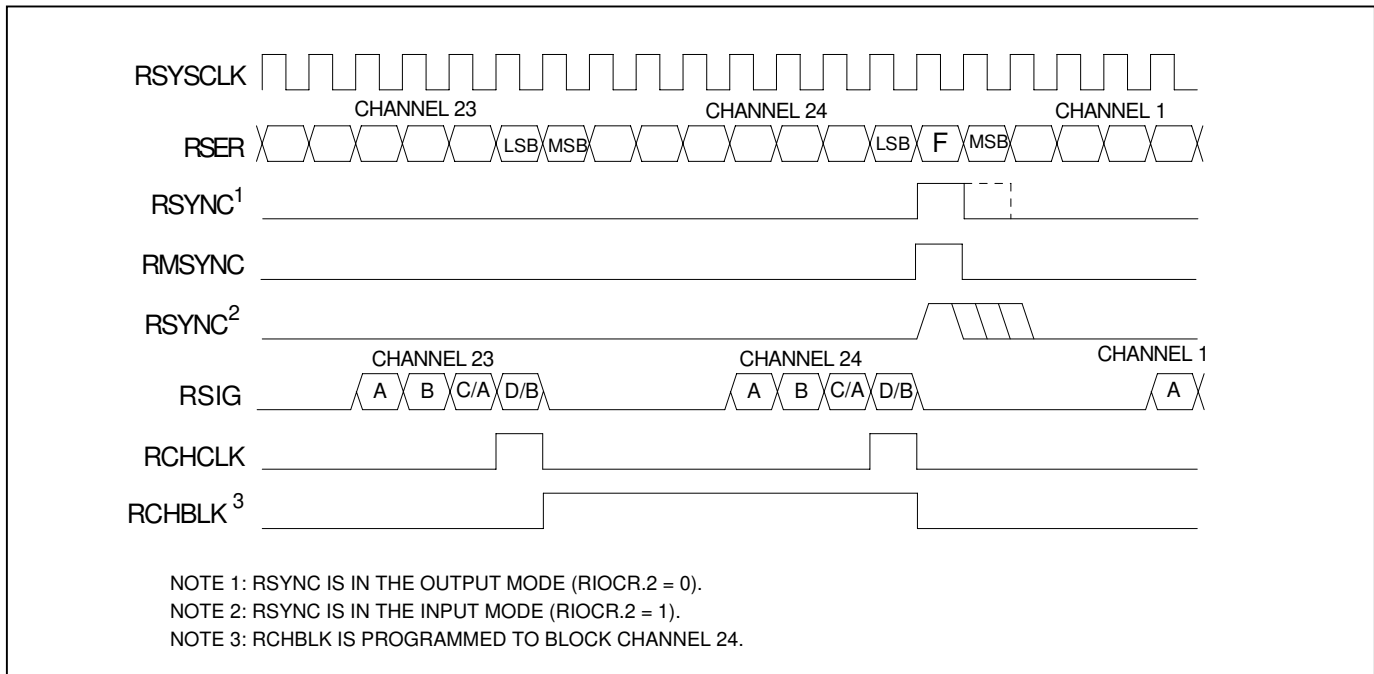 RSYSCLK
CHANNEL 23 CHANNEL 24 CHANNEL 1
RSER LSB MSB LSB F MSB
RSYNC1
RMSYNC
RSYNC2
CHANNEL 23 CHANNEL 24 CHANNEL 1
RSIG A B C/A D/B A B C/A D/B A
RCHCLK
RCHBLK 3
NOTE 1: RSYNC IS IN THE OUTPUT MODE (RIOCR.2 = 0).
NOTE 2: RSYNC IS IN THE INPUT MODE (RIOCR.2 = 1).
NOTE 3: RCHBLK IS PROGRAMMED TO BLOCK CHANNEL 24.